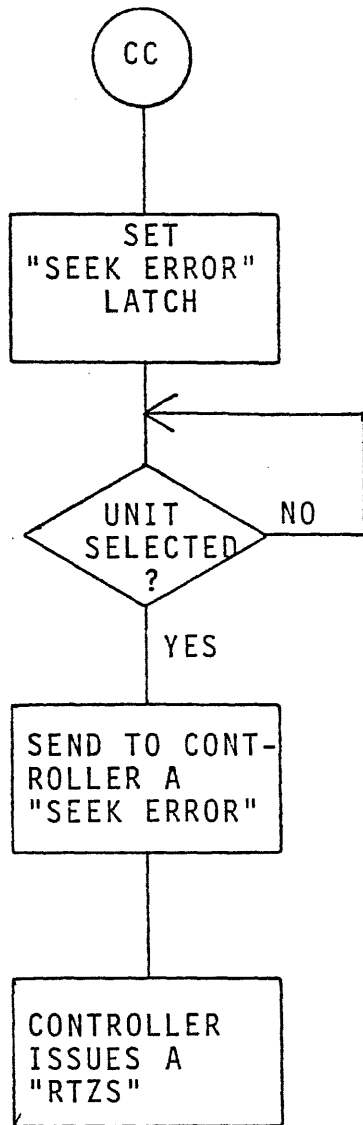 CC
SET
"SEEK ERROR"
LATCH
UNIT
SELECTED
?
NO
YES
SEND TO CONT-
ROLLER A
"SEEK ERROR"
CONTROLLER
ISSUES A
"RTZS"